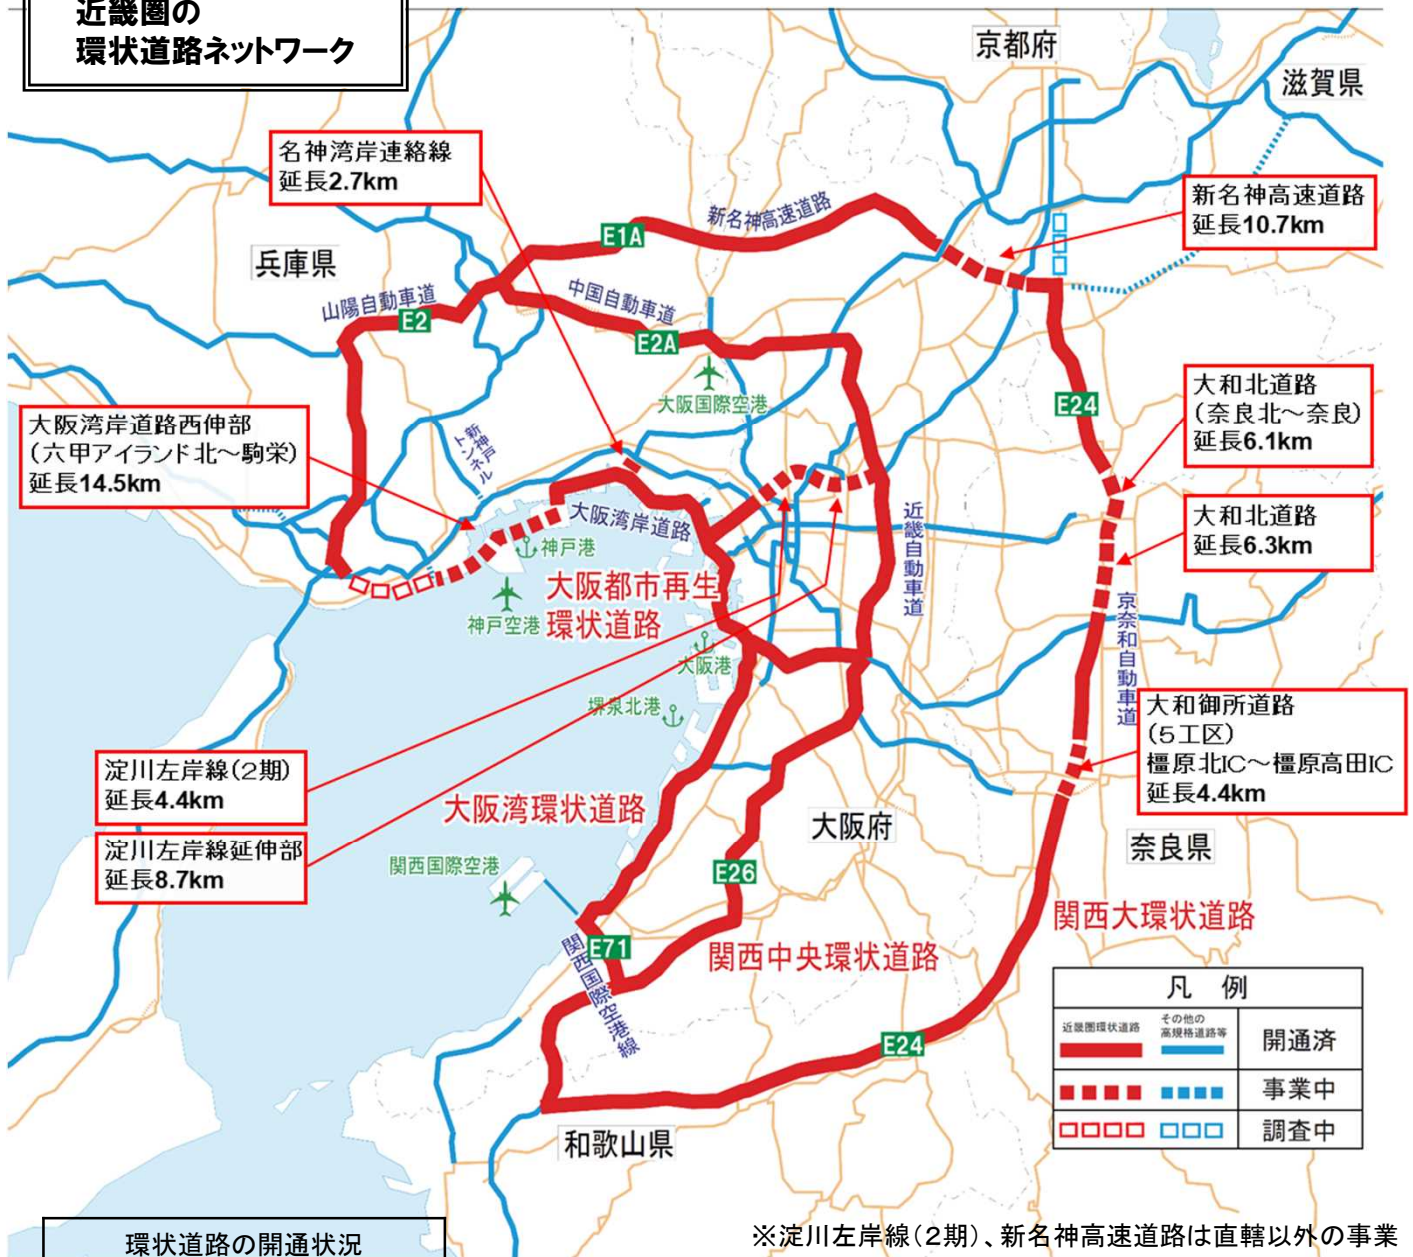 近畿圏の
環状道路ネットワーク
京都府
滋賀県
名神湾岸連絡線
延長2.7km
新名神高速道路
延長10.7km
新名神高速道路
E1A
兵庫県
山陽自動車道
E2
中国自動車道
E2A
大阪国際空港
E24
大和北道路
(奈良北～奈良)
延長6.1km
大阪湾岸道路西伸部
(六甲アイランド北～駒栄)
延長14.5km
新神戸
トンネル
大阪湾岸道路
神戸港
神戸空港
大阪都市再生
環状道路
近畿自動車道
大和北道路
延長6.3km
京奈和自動車道
大阪港
堺泉北港
大和御所道路
(5工区)
橿原北IC～橿原高田IC
延長4.4km
淀川左岸線(2期)
延長4.4km
淀川左岸線延伸部
延長8.7km
大阪湾環状道路
大阪府
奈良県
関西国際空港
E26
E71
関西国際空港線
関西中央環状道路
関西大環状道路
E24
和歌山県
凡 例
近畿圏環状道路
その他の
高規格道路等
開通済
事業中
調査中
環状道路の開通状況
※淀川左岸線(2期)、新名神高速道路は直轄以外の事業